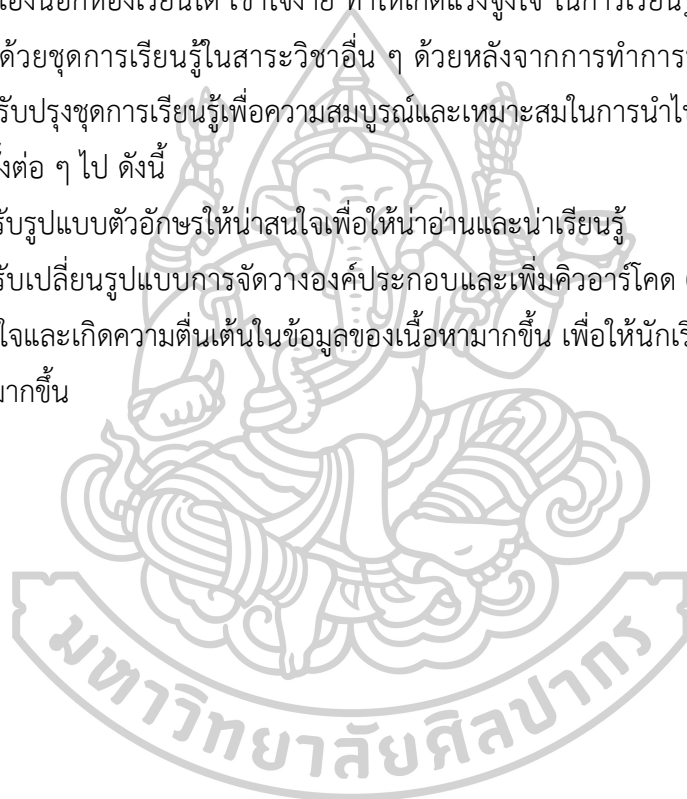 เองนอกห้องเรียนได้ เข้าใจง่าย ทำให้เกิดแรงจูงใจ ในการเรียนรู้
ด้วยชุดการเรียนรู้ในสาระวิชาอื่น ๆ ด้วยหลังจากการทำการ
รับปรุงชุดการเรียนรู้เพื่อความสมบูรณ์และเหมาะสมในการนำไป
ั้งต่อ ๆ ไป ดังนี้
รับรูปแบบตัวอักษรให้น่าสนใจเพื่อให้น่าอ่านและน่าเรียนรู้
รับเปลี่ยนรูปแบบการจัดวางองค์ประกอบและเพิ่มคิวอาร์โคด
ใจและเกิดความตื่นเต้นในข้อมูลของเนื้อหามากขึ้น เพื่อให้นักเรี
มากขึ้น
มหาวิทยาลัยศิลปากร